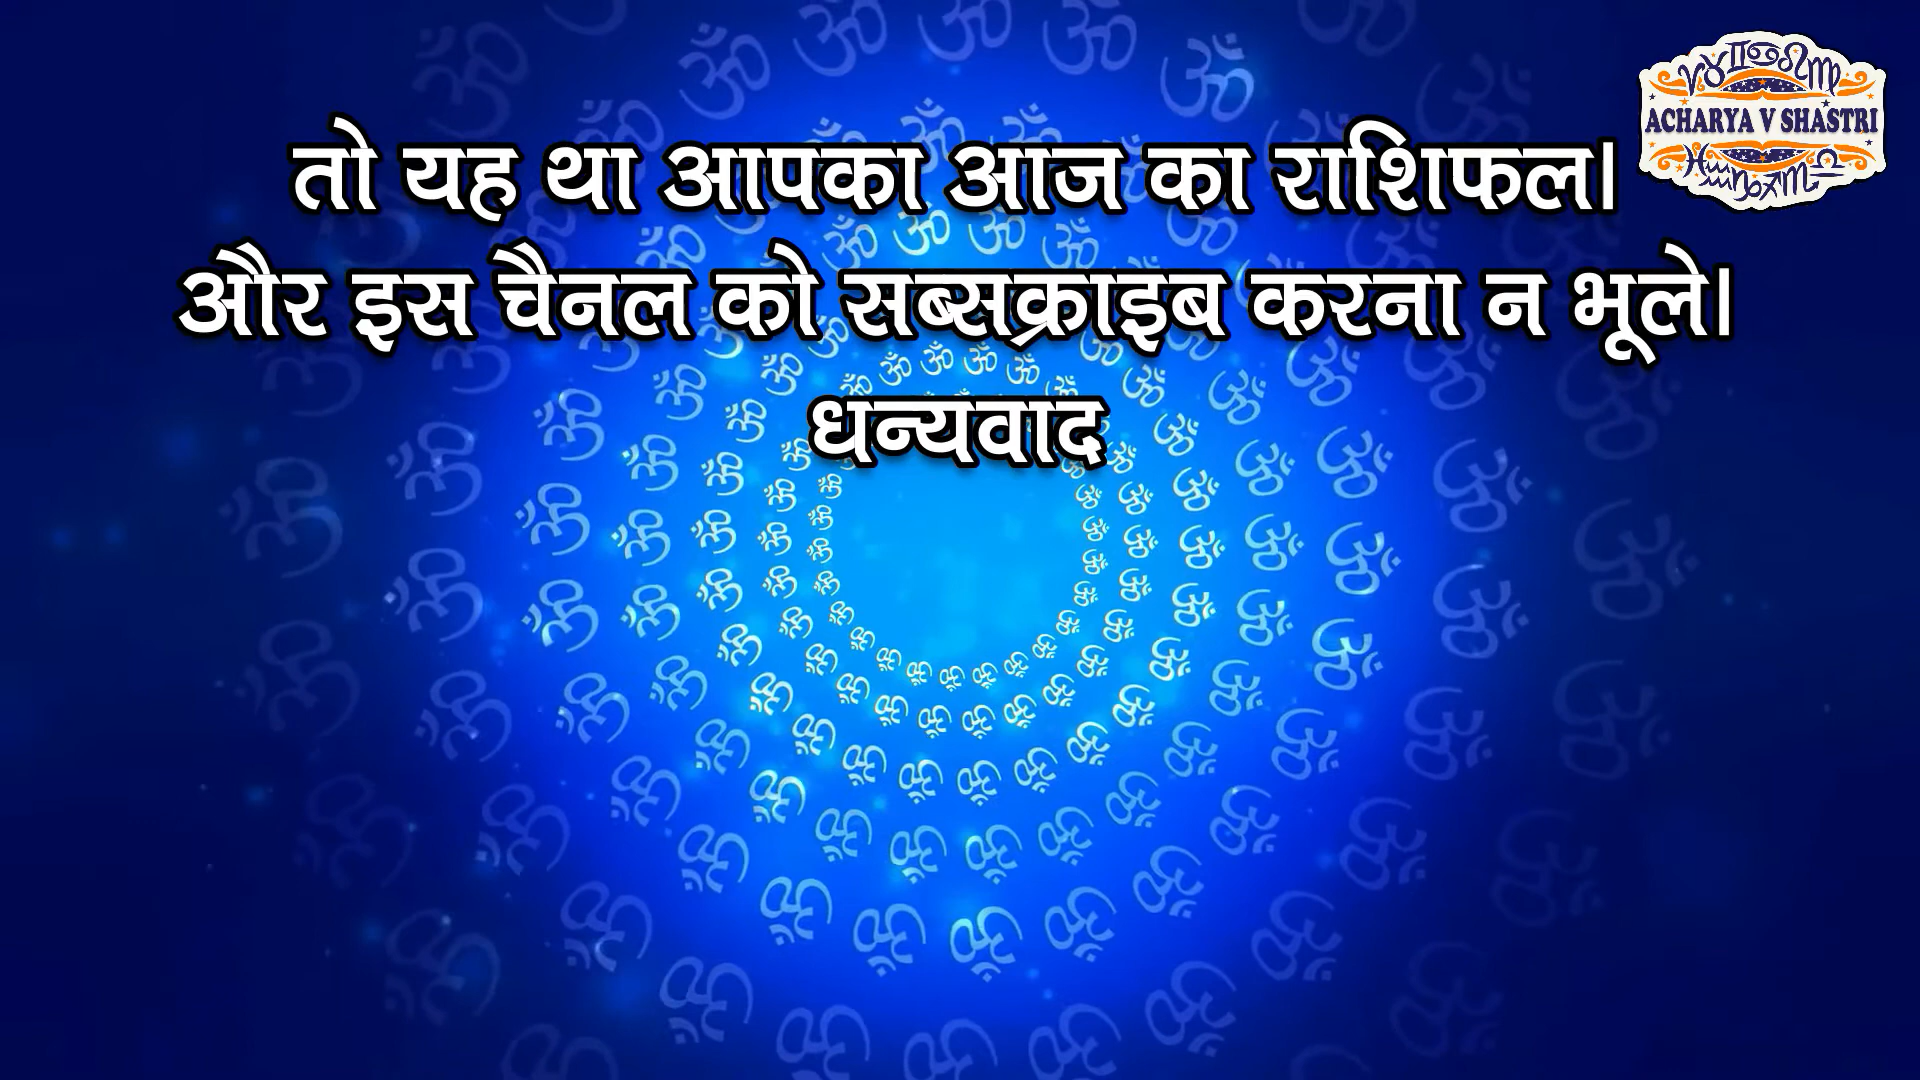 तो यह था आपका आज का राशिफल।
और इस चैनल को सब्सक्राइब करना न भूले।
धन्यवाद
ACHARYA V SHASTRI